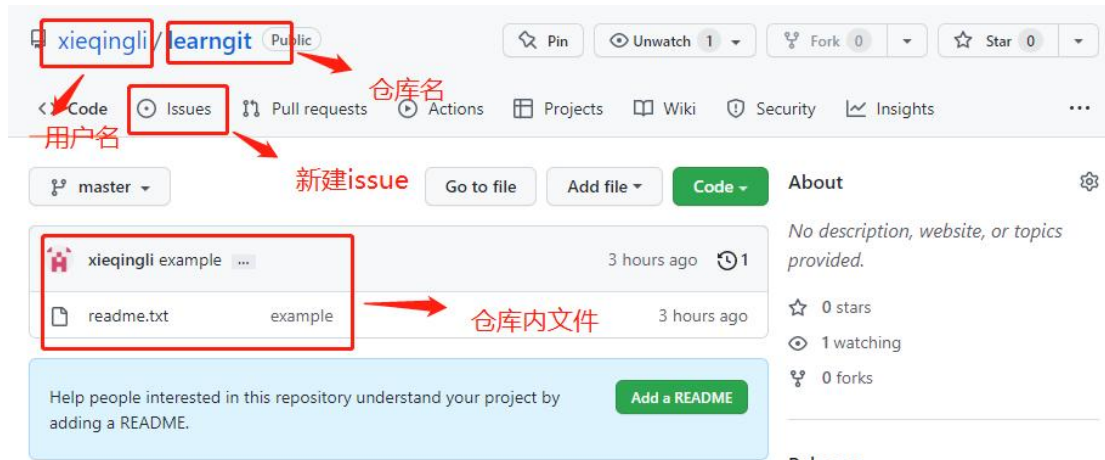 xieqingli / learngit Public Pin Unwatch 1 Fork 0 Star 0
仓库名
Code Issues Pull requests Actions Projects Wiki Security Insights ...
用户名
新建issue
master Go to file Add file Code About
No description, website, or topics
provided.
xieqingli example ... 3 hours ago 1
readme.txt example 3 hours ago
仓库内文件
0 stars
1 watching
0 forks
Help people interested in this repository understand your project by
adding a README.
Add a README